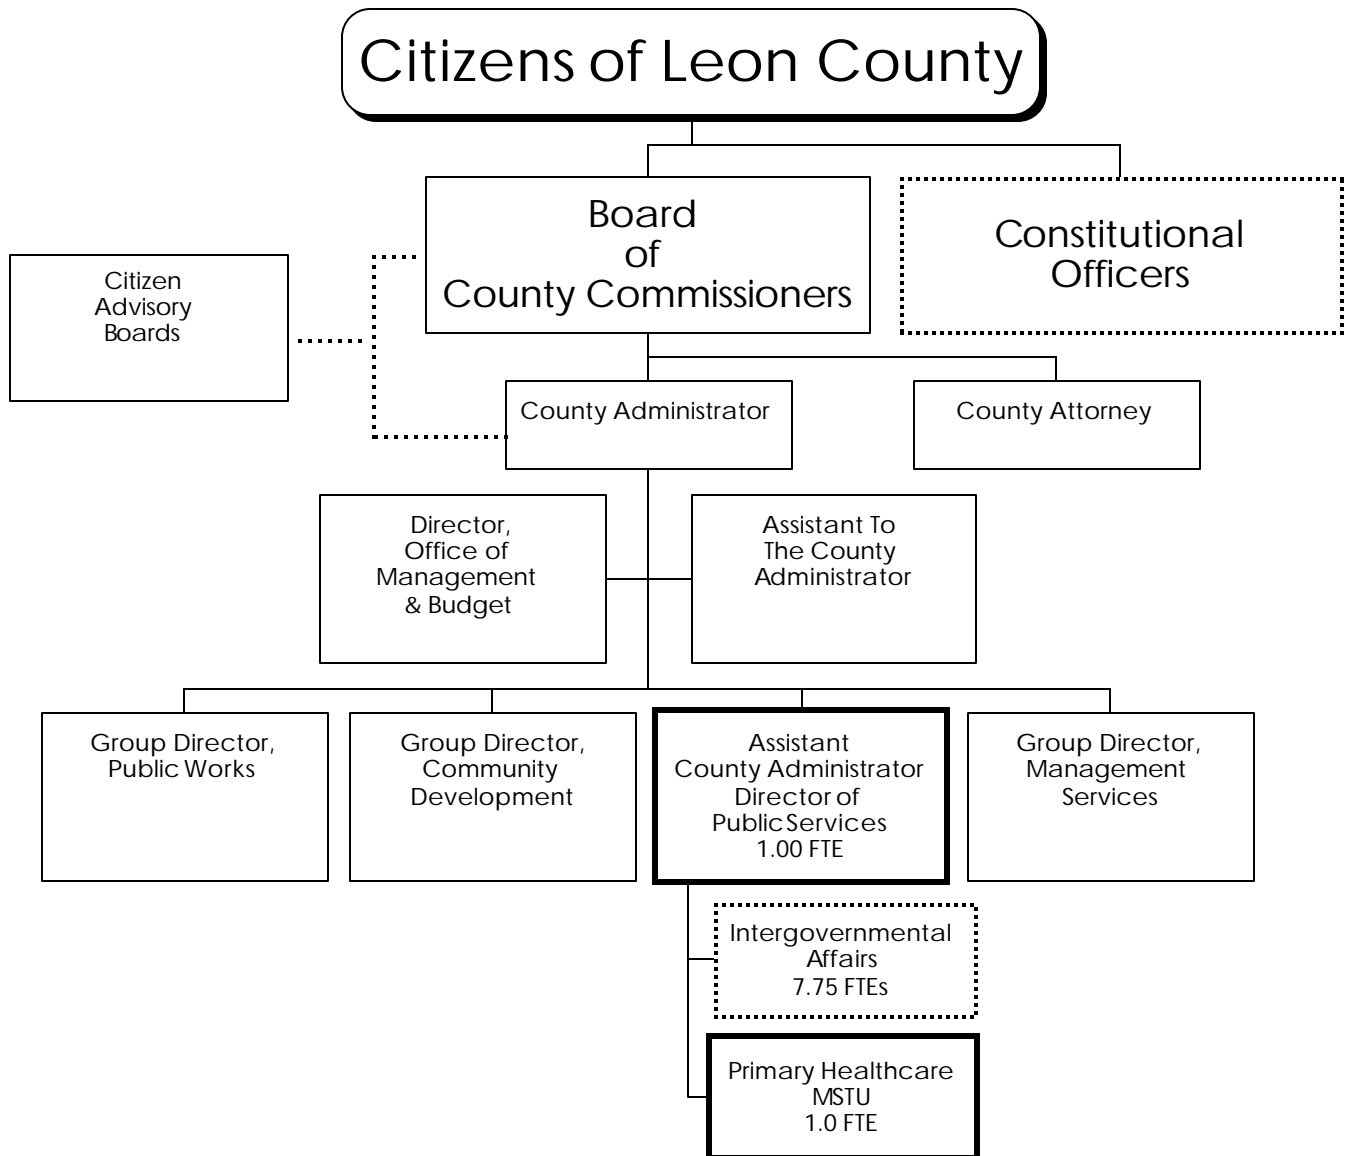 Citizens of Leon County
Board
of
County Commissioners
Constitutional
Officers
Citizen
Advisory
Boards
County Administrator
County Attorney
Director,
Office of
Management
& Budget
Assistant To
The County
Administrator
Group Director,
Public Works
Group Director,
Community
Development
Assistant
County Administrator
Director of
Public Services
1.00 FTE
Group Director,
Management
Services
Intergovernmental
Affairs
7.75 FTEs
Primary Healthcare
MSTU
1.0 FTE